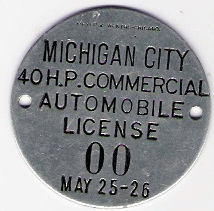 MICHIGAN CITY
40 H.P. COMMERCIAL
AUTOMOBILE
LICENSE
00
MAY 25-26